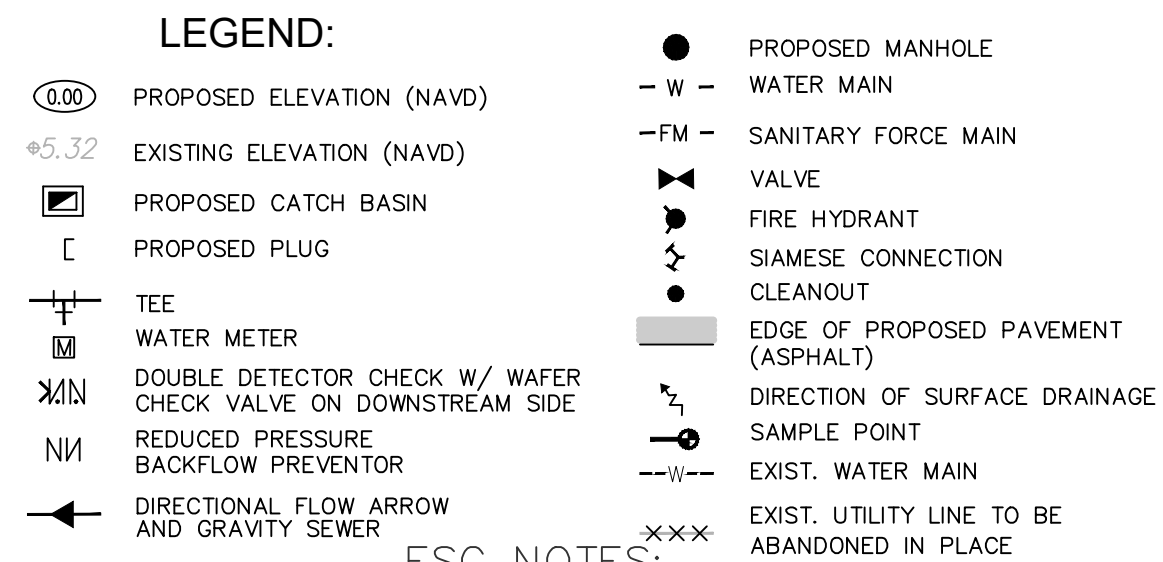 LEGEND:
0.00 PROPOSED ELEVATION (NAVD)
5.32 EXISTING ELEVATION (NAVD)
PROPOSED CATCH BASIN
PROPOSED PLUG
TEE
M WATER METER
DOUBLE DETECTOR CHECK W/ WAFER
CHECK VALVE ON DOWNSTREAM SIDE
REDUCED PRESSURE
BACKFLOW PREVENTOR
DIRECTIONAL FLOW ARROW
AND GRAVITY SEWER
PROPOSED MANHOLE
W WATER MAIN
FM SANITARY FORCE MAIN
VALVE
FIRE HYDRANT
SIAMESE CONNECTION
CLEANOUT
EDGE OF PROPOSED PAVEMENT
(ASPHALT)
DIRECTION OF SURFACE DRAINAGE
SAMPLE POINT
W EXIST. WATER MAIN
EXIST. UTILITY LINE TO BE
ABANDONED IN PLACE
ESC NOTES: